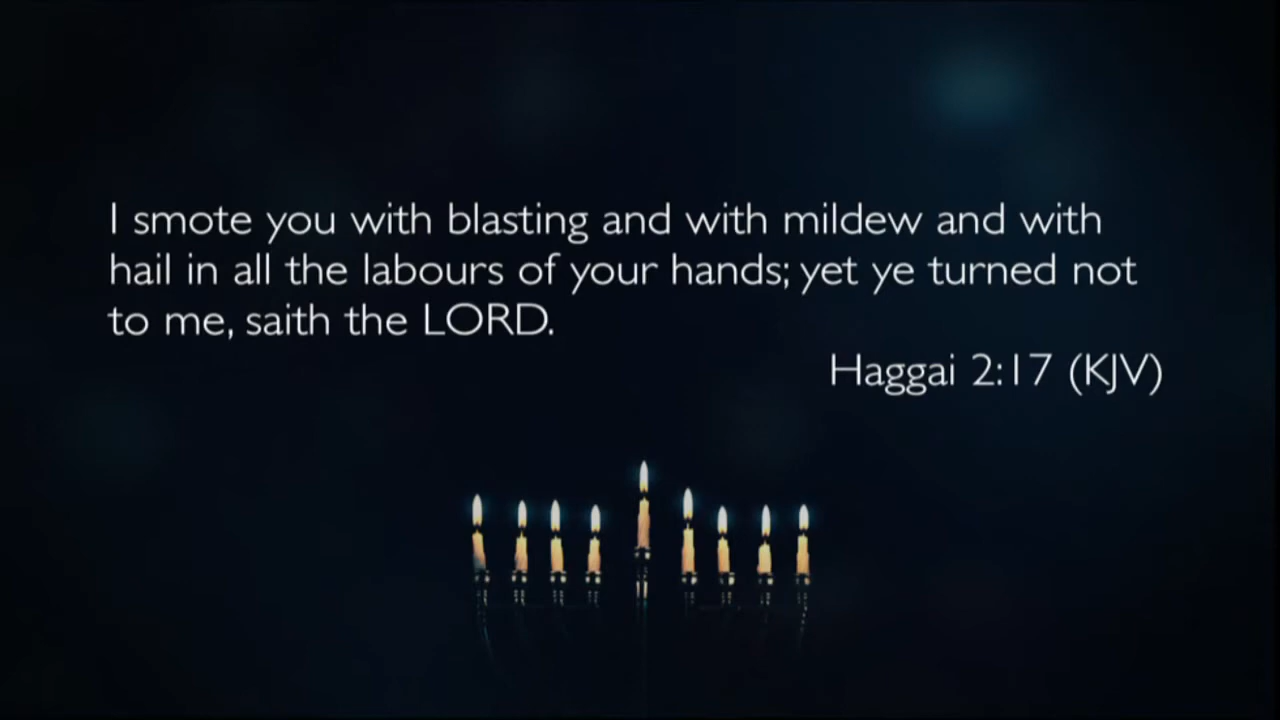 I smote you with blasting and with mildew and with
hail in all the labours of your hands; yet ye turned not
to me, saith the LORD.
Haggai 2:17 (KJV)